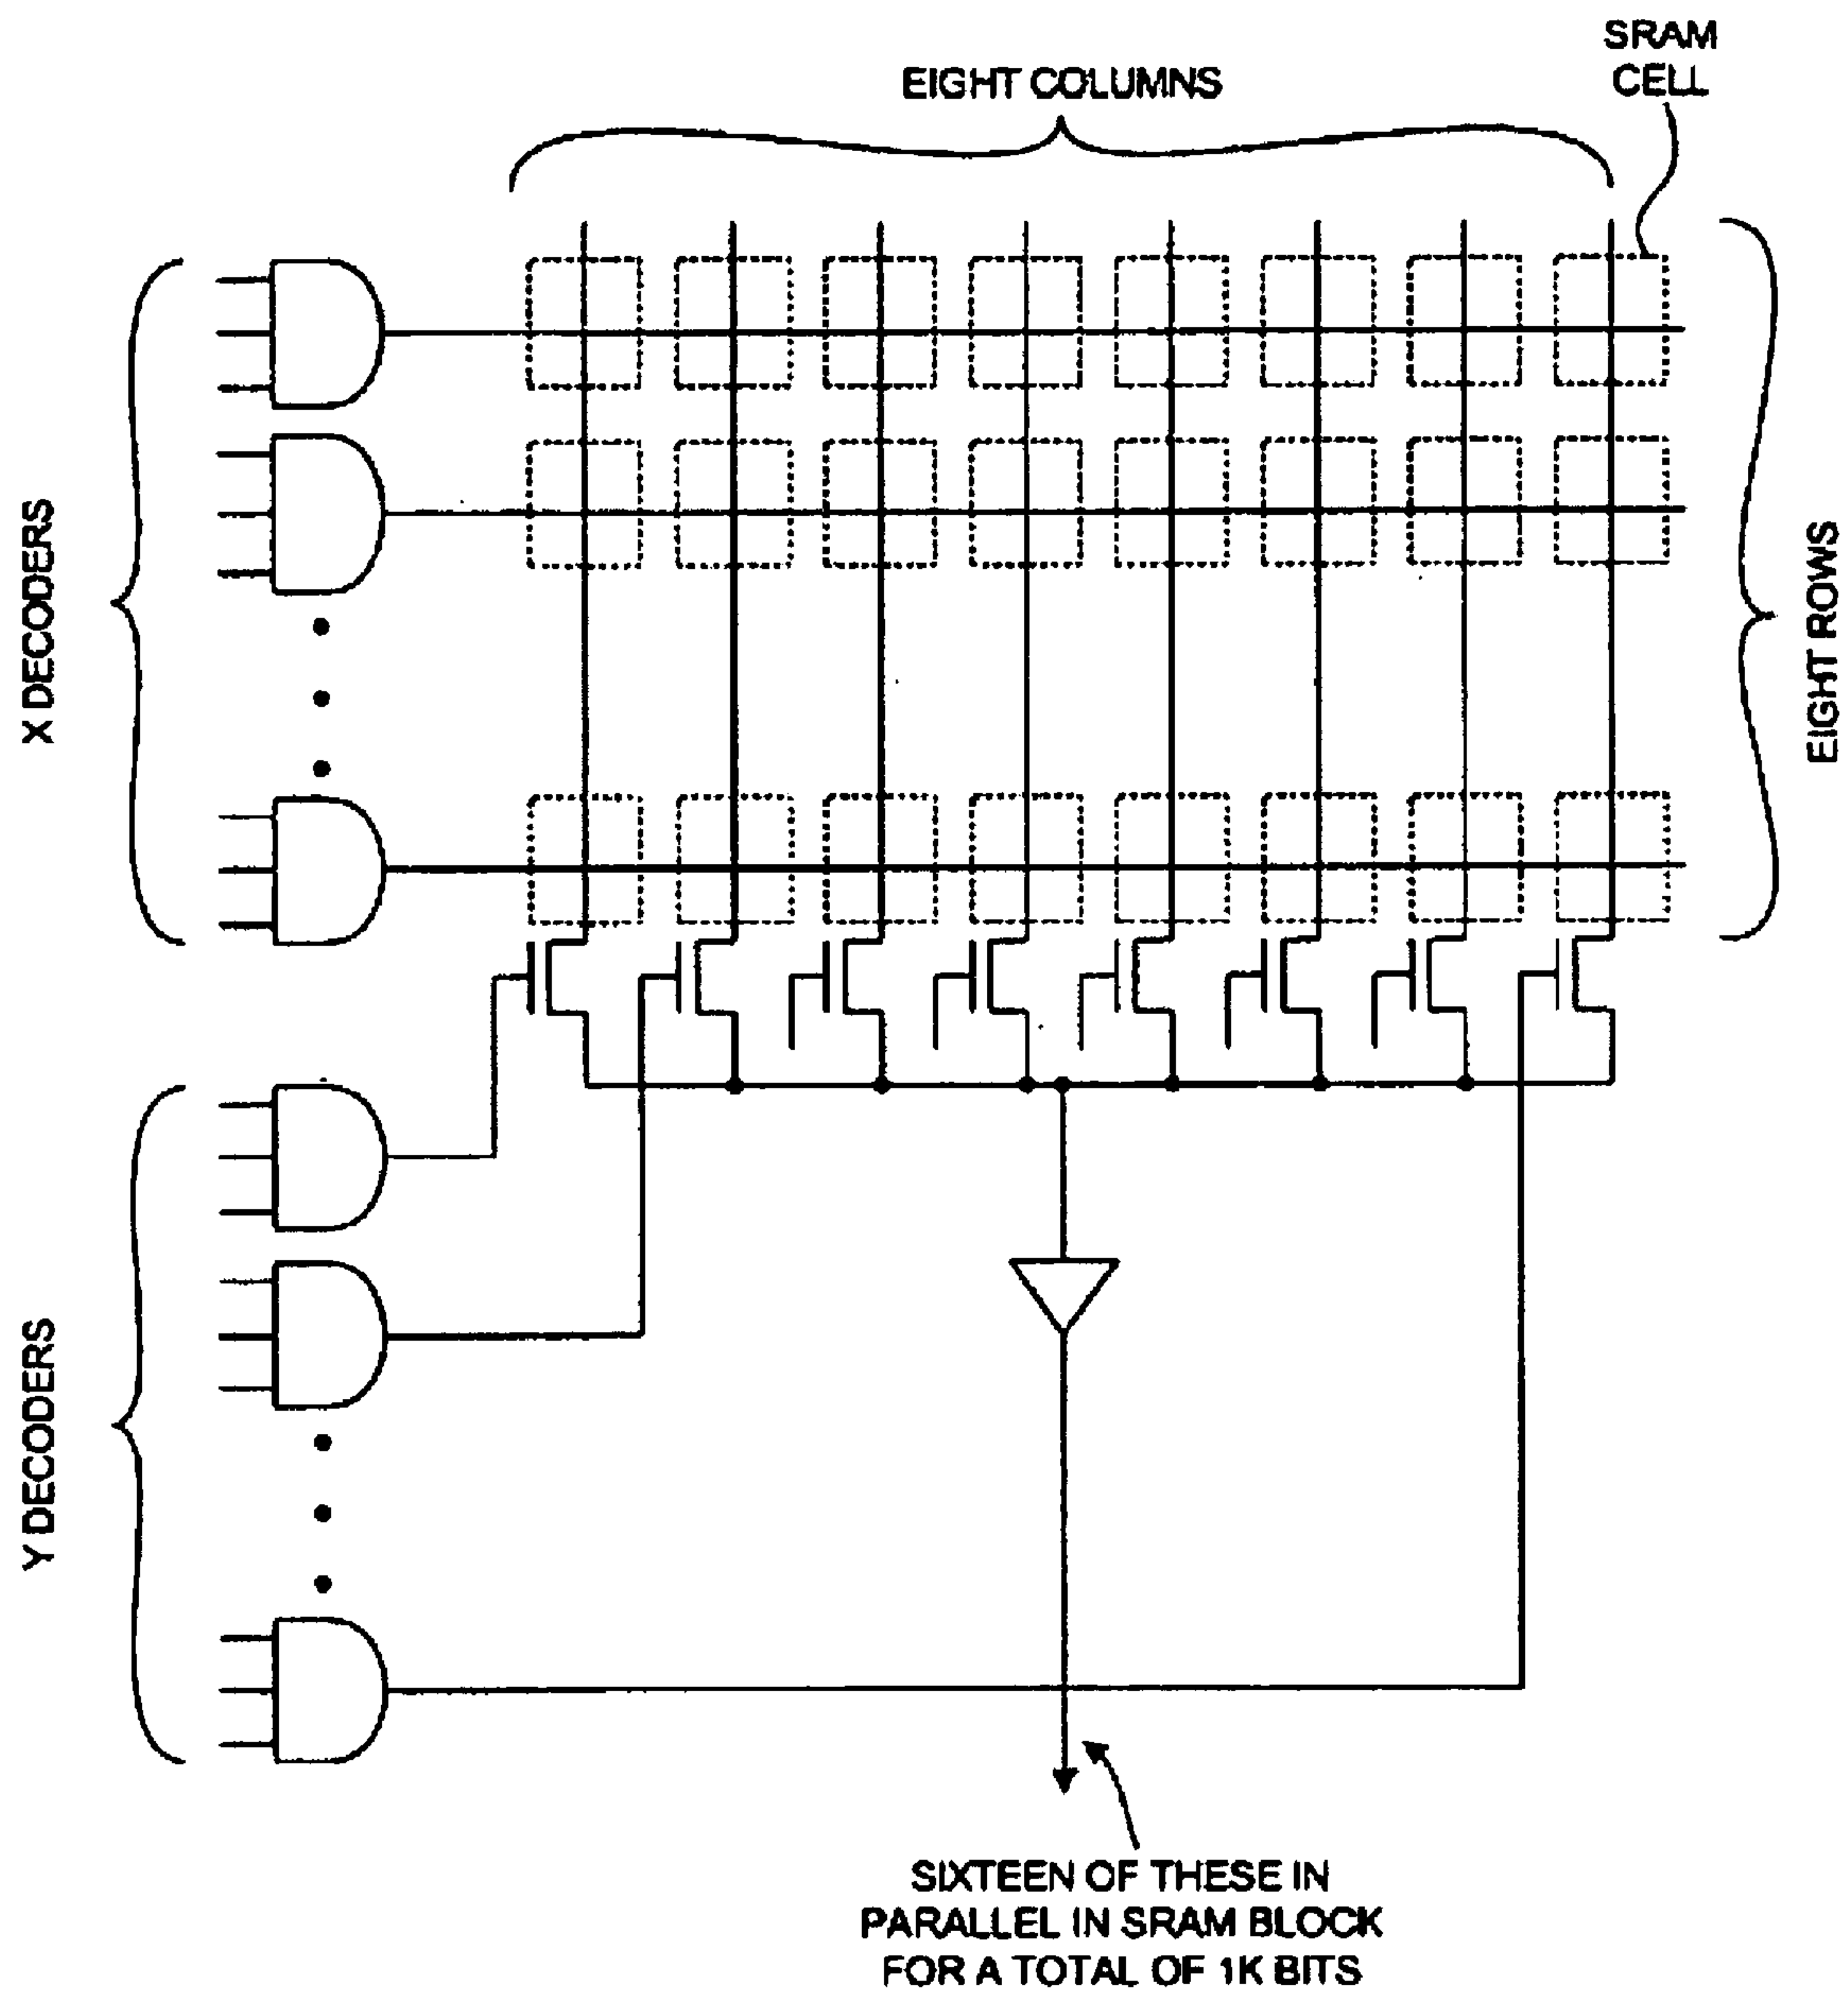 SRAM
CELL
EIGHT COLUMNS
X DECODERS
EIGHT ROWS
Y DECODERS
SIXTEEN OF THESE IN
PARALLEL IN SRAM BLOCK
FOR A TOTAL OF 1K BITS